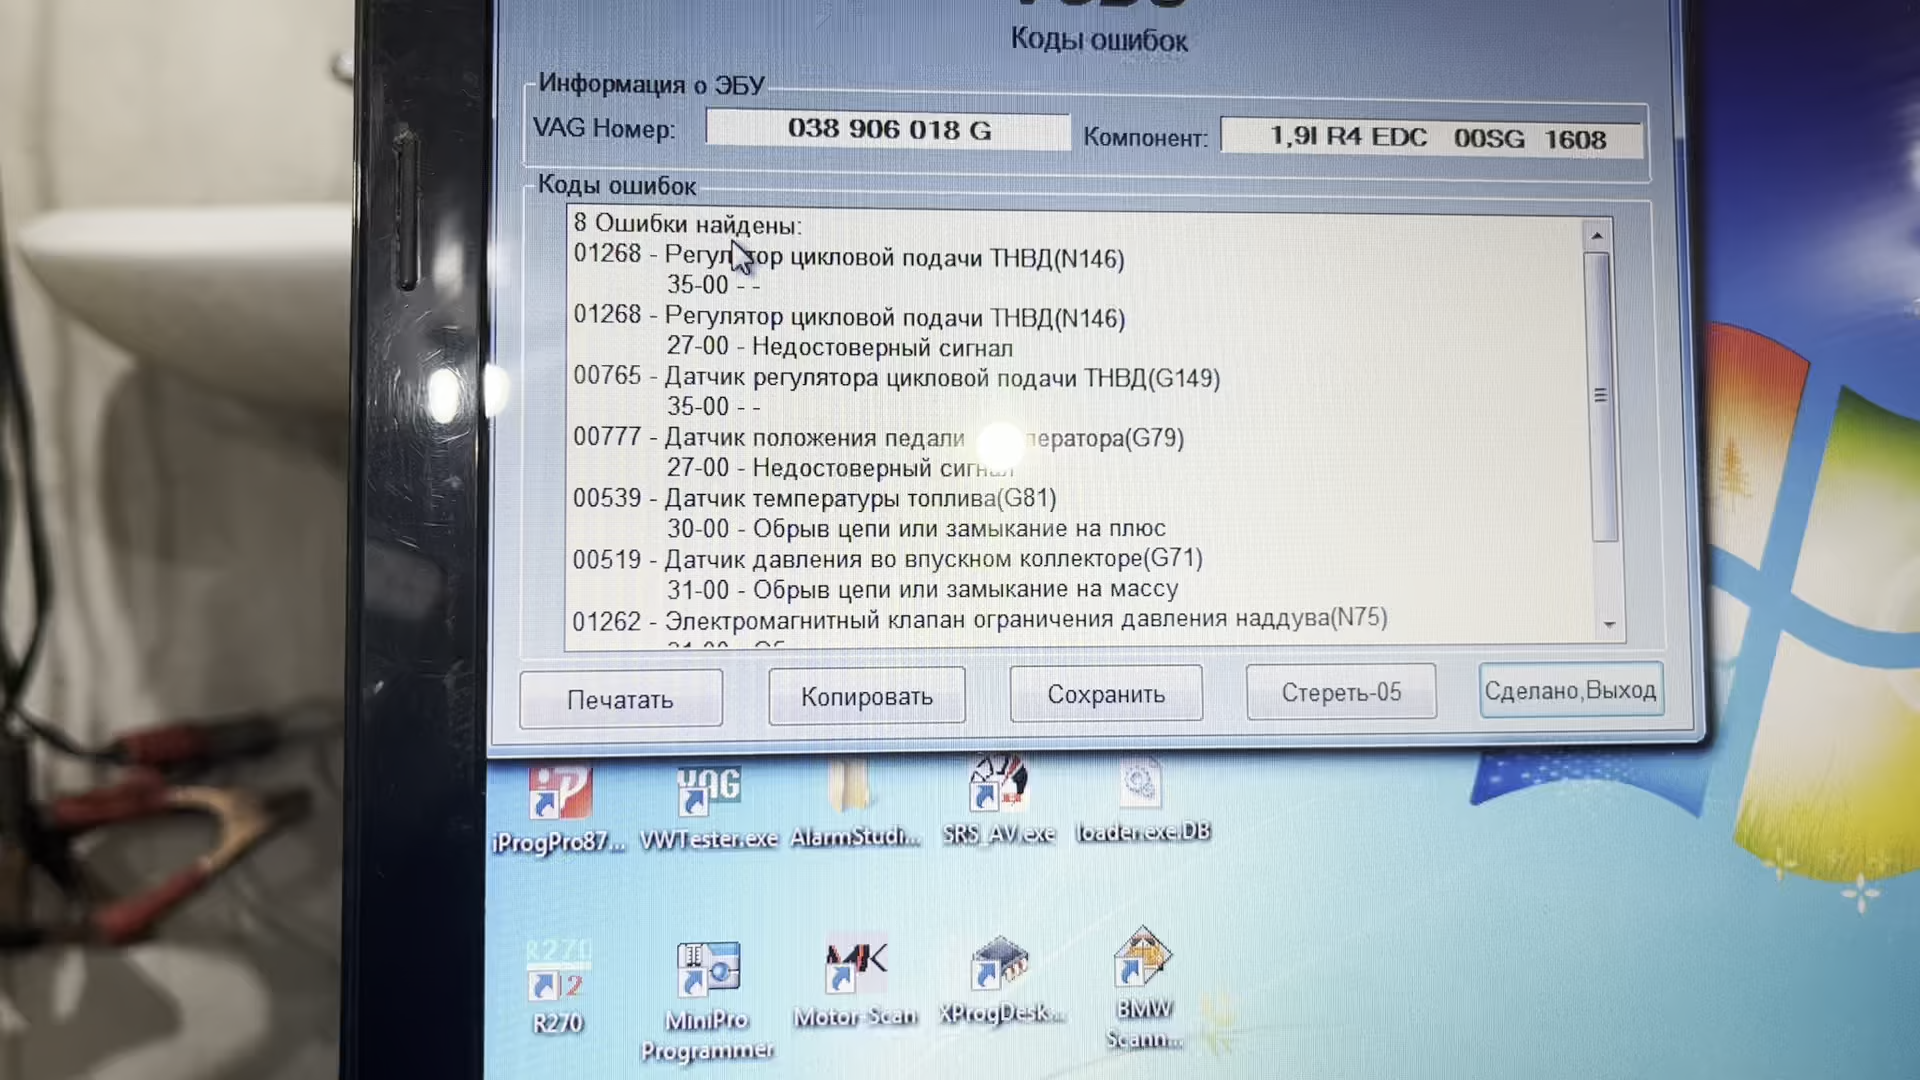 Коды ошибок
Информация о ЭБУ
VAG Номер: 038 906 018 G Компонент: 1,9l R4 EDC 00SG 1608
Коды ошибок
8 Ошибки найдены:
01268 - Регулятор цикловой подачи ТНВД(N146)
35-00 - -
01268 - Регулятор цикловой подачи ТНВД(N146)
27-00 - Недостоверный сигнал
00765 - Датчик регулятора цикловой подачи ТНВД(G149)
35-00 - -
00777 - Датчик положения педали (G79)
27-00 - Недостоверный сигнал
00539 - Датчик температуры топлива(G81)
30-00 - Обрыв цепи или замыкание на плюс
00519 - Датчик давления во впускном коллекторе(G71)
31-00 - Обрыв цепи или замыкание на массу
01262 - Электромагнитный клапан ограничения давления наддува(N75)
Печатать Копировать Сохранить Стереть-05 Сделано,Выход
iP VAG
iProgPro87... VWTester.exe AlarmStudi... SRS_AV.exe loader.exe.DB
R270 MK
2
R270 MiniPro Programmer Motor-Scan XProgDesk... BMW Scann...